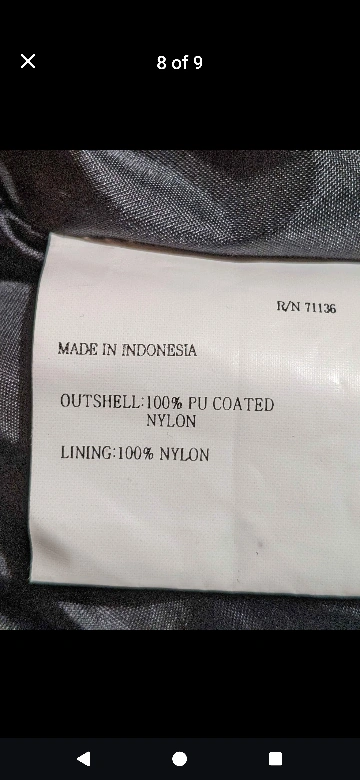 8 of 9
R/N 71136
MADE IN INDONESIA
OUTSHELL:100% PU COATED
NYLON
LINING:100% NYLON